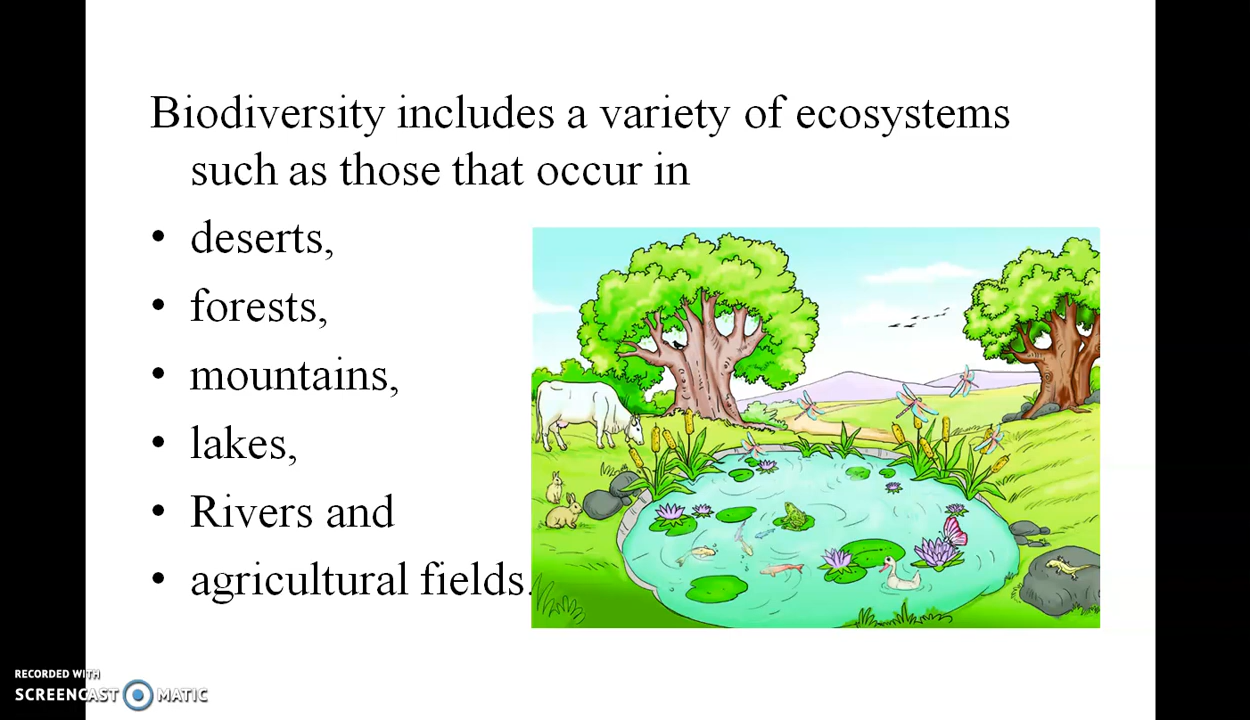 Biodiversity includes a variety of ecosystems
such as those that occur in
• deserts,
• forests,
• mountains,
• lakes,
• Rivers and
• agricultural fields.
RECORDED WITH
SCREENCAST MATIC